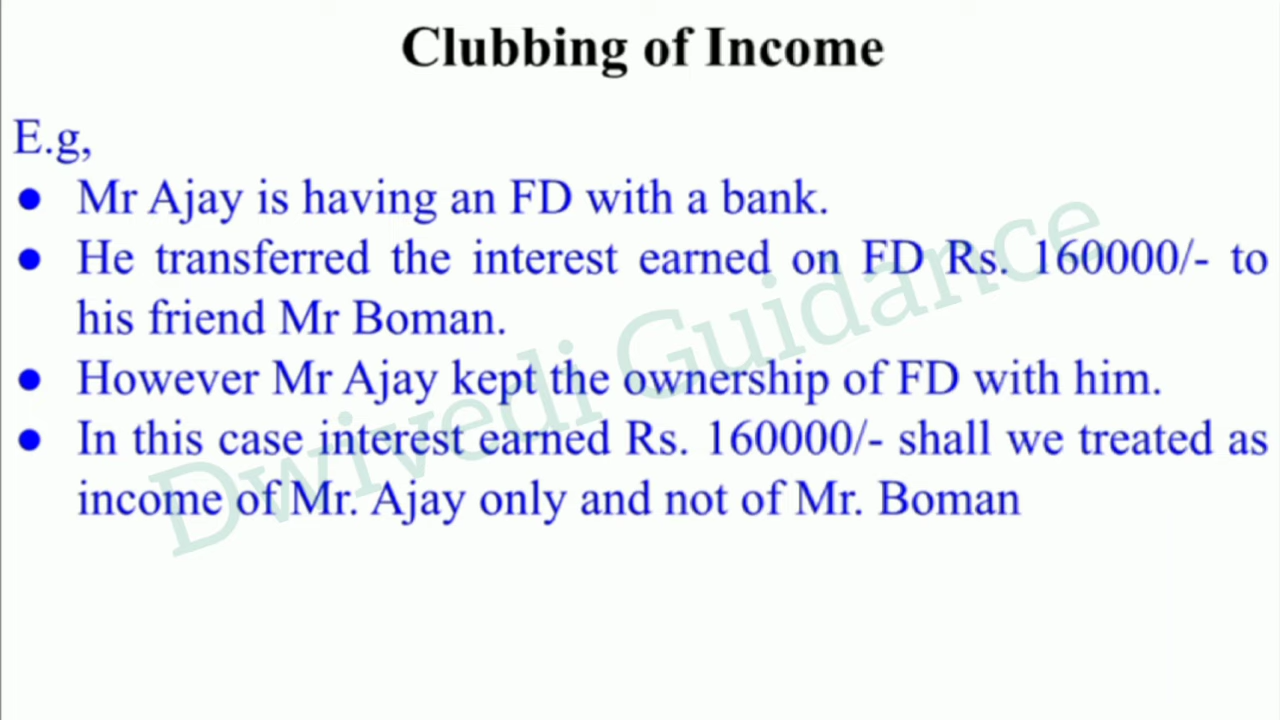 Clubbing of Income
E.g,
● Mr Ajay is having an FD with a bank.
● He transferred the interest earned on FD Rs. 160000/- to
his friend Mr Boman.
● However Mr Ajay kept the ownership of FD with him.
● In this case interest earned Rs. 160000/- shall we treated as
income of Mr. Ajay only and not of Mr. Boman
Dwivedi Guidance